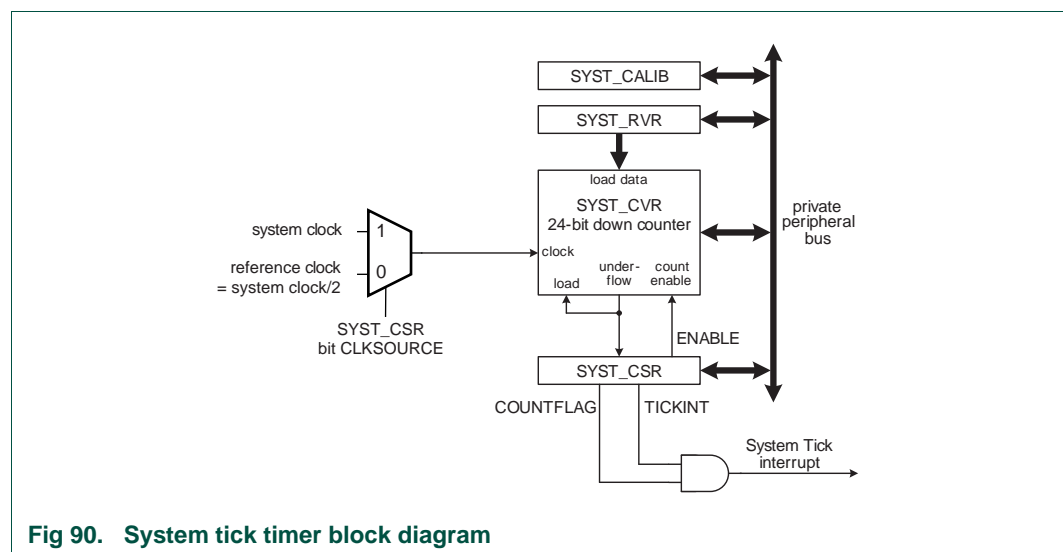 SYST_CALIB
SYST_RVR
load data
SYST_CVR
24-bit down counter
private
peripheral
bus
system clock
1
clock
reference clock
= system clock/2
0
under-
flow
count
enable
load
SYST_CSR
bit CLKSOURCE
ENABLE
SYST_CSR
COUNTFLAG
TICKINT
System Tick
interrupt
Fig 90. System tick timer block diagram